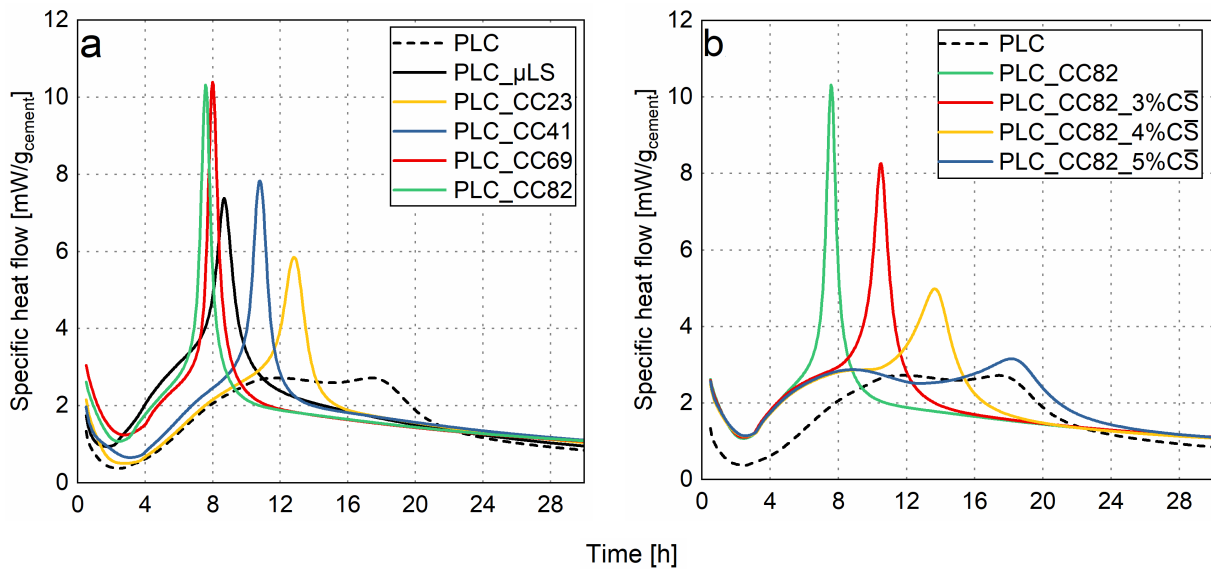 a
Specific heat flow [mW/gcement]
12
10
8
6
4
2
0
0
4
8
12
16
20
24
28
PLC
PLC_µLS
PLC_CC23
PLC_CC41
PLC_CC69
PLC_CC82
b
Specific heat flow [mW/gcement]
12
10
8
6
4
2
0
0
4
8
12
16
20
24
28
PLC
PLC_CC82
PLC_CC82_3%CS̅
PLC_CC82_4%CS̅
PLC_CC82_5%CS̅
Time [h]